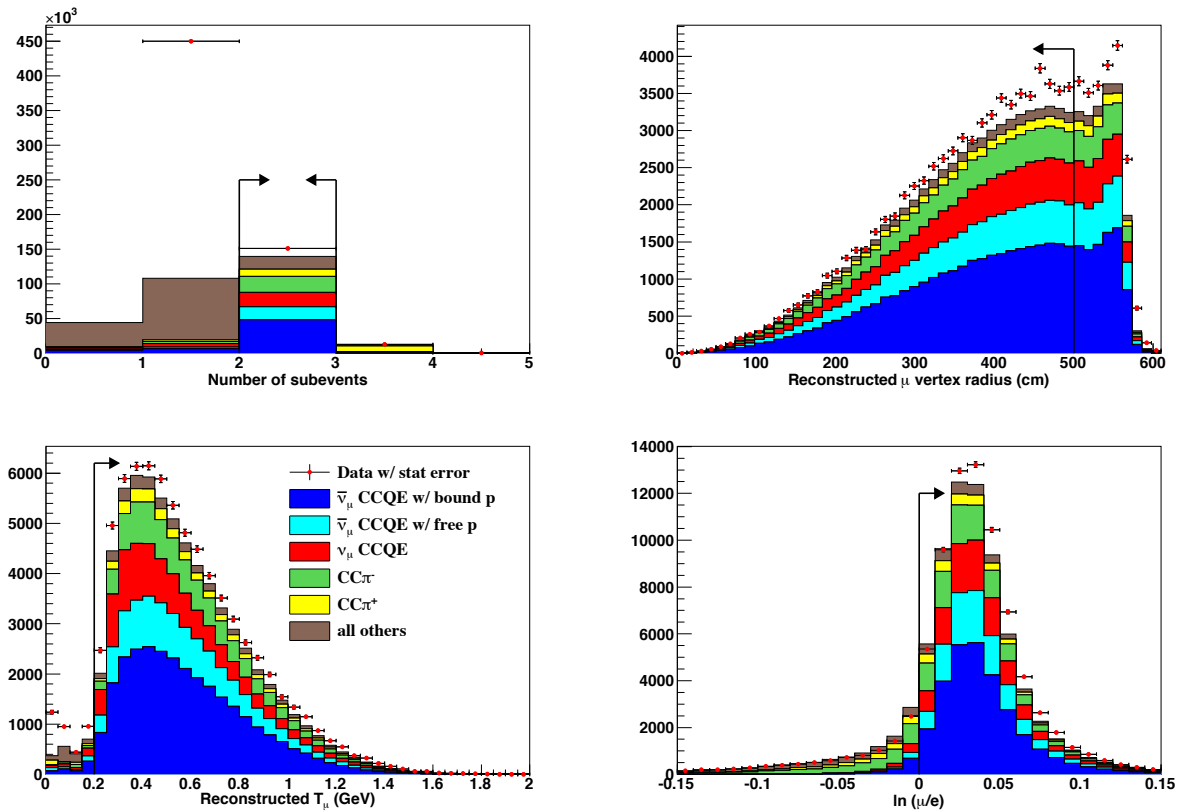 ×10³
450
400
350
300
250
200
150
100
50
0
0 1 2 3 4 5
Number of subevents
4000
3500
3000
2500
2000
1500
1000
500
0
0 100 200 300 400 500 600
Reconstructed μ vertex radius (cm)
6000
5000
4000
3000
2000
1000
0
0.0 0.2 0.4 0.6 0.8 1.0 1.2 1.4 1.6 1.8 2
Reconstructed T_μ (GeV)
Data w/ stat error
ν̅_μ CCQE w/ bound p
ν̅_μ CCQE w/ free p
ν_μ CCQE
CCπ⁻
CCπ⁺
all others
14000
12000
10000
8000
6000
4000
2000
0
-0.15 -0.1 -0.05 0 0.05 0.1 0.15
ln (μ/e)